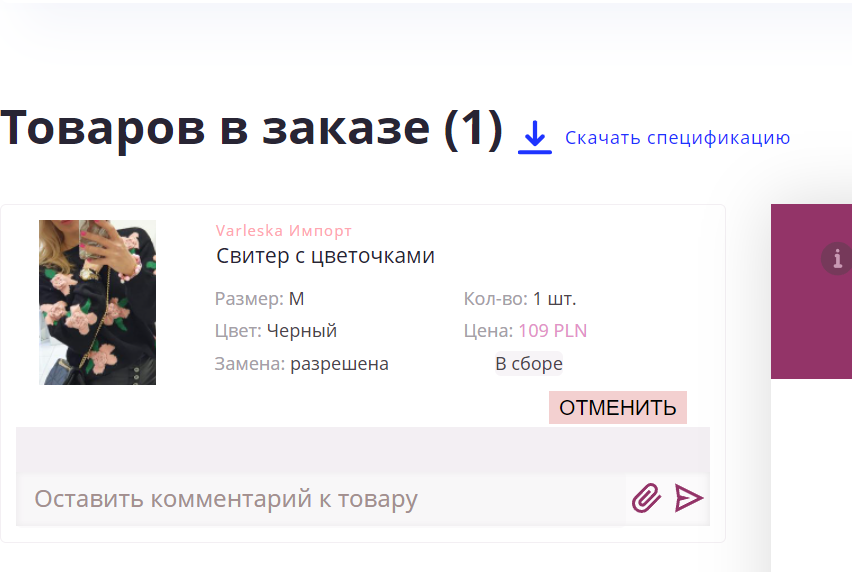 Товаров в заказе (1) Скачать спецификацию
Varleska Импорт
Свитер с цветочками
Размер: M Кол-во: 1 шт.
Цвет: Черный Цена: 109 PLN
Замена: разрешена В сборе
ОТМЕНИТЬ
Оставить комментарий к товару